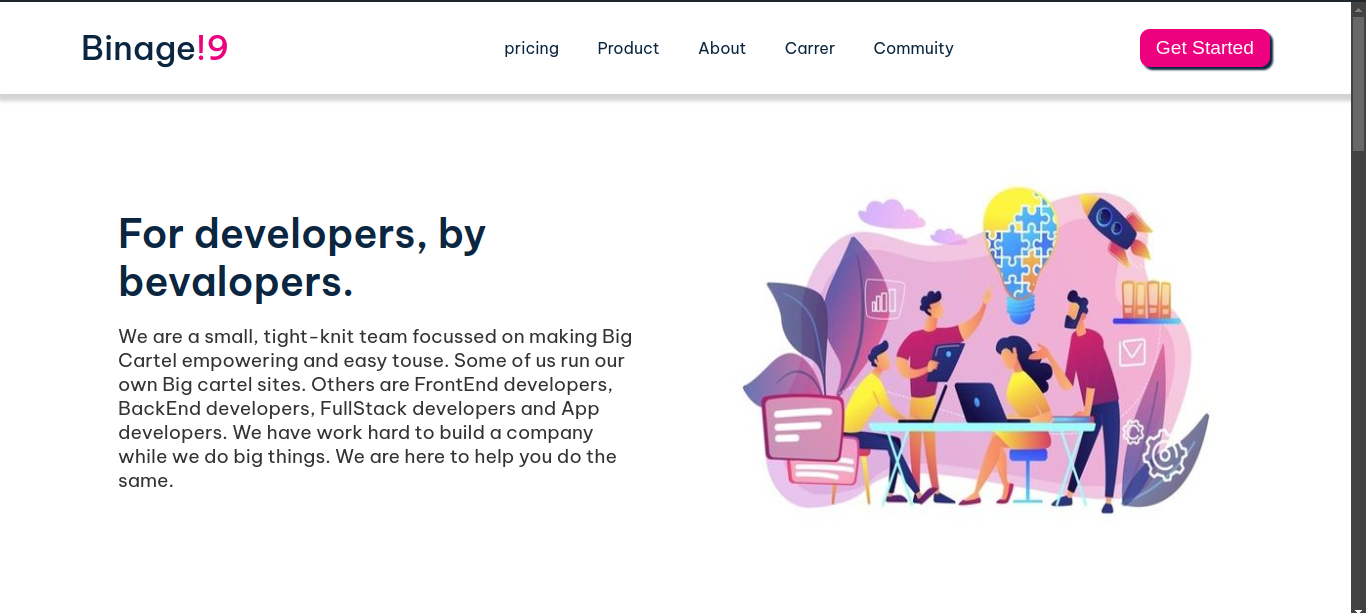 Binage!9
pricing Product About Carrer Commuity
Get Started
For developers, by
bevalopers.
We are a small, tight-knit team focussed on making Big
Cartel empowering and easy touse. Some of us run our
own Big cartel sites. Others are FrontEnd developers,
BackEnd developers, FullStack developers and App
developers. We have work hard to build a company
while we do big things. We are here to help you do the
same.